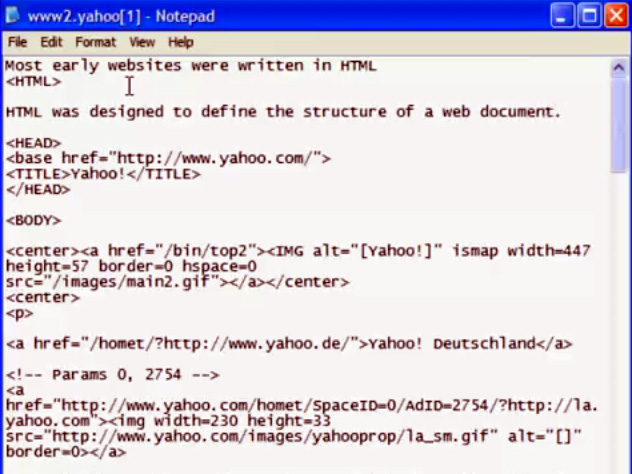 www2.yahoo[1] - Notepad
File Edit Format View Help
Most early websites were written in HTML
<HTML>
HTML was designed to define the structure of a web document.
<HEAD>
<base href="http://www.yahoo.com/">
<TITLE>Yahoo!</TITLE>
</HEAD>
<BODY>
<center><a href="/bin/top2"><IMG alt="[Yahoo!]" ismap width=447
height=57 border=0 hspace=0
src="/images/main2.gif"></a></center>
<center>
<p>
<a href="/homet/?http://www.yahoo.de/">Yahoo! Deutschland</a>
<!-- Params 0, 2754 -->
<a
href="http://www.yahoo.com/homet/SpaceID=0/AdID=2754/?http://la.
yahoo.com"><img width=230 height=33
src="http://www.yahoo.com/images/yahooprop/la_sm.gif" alt="[]"
border=0></a>